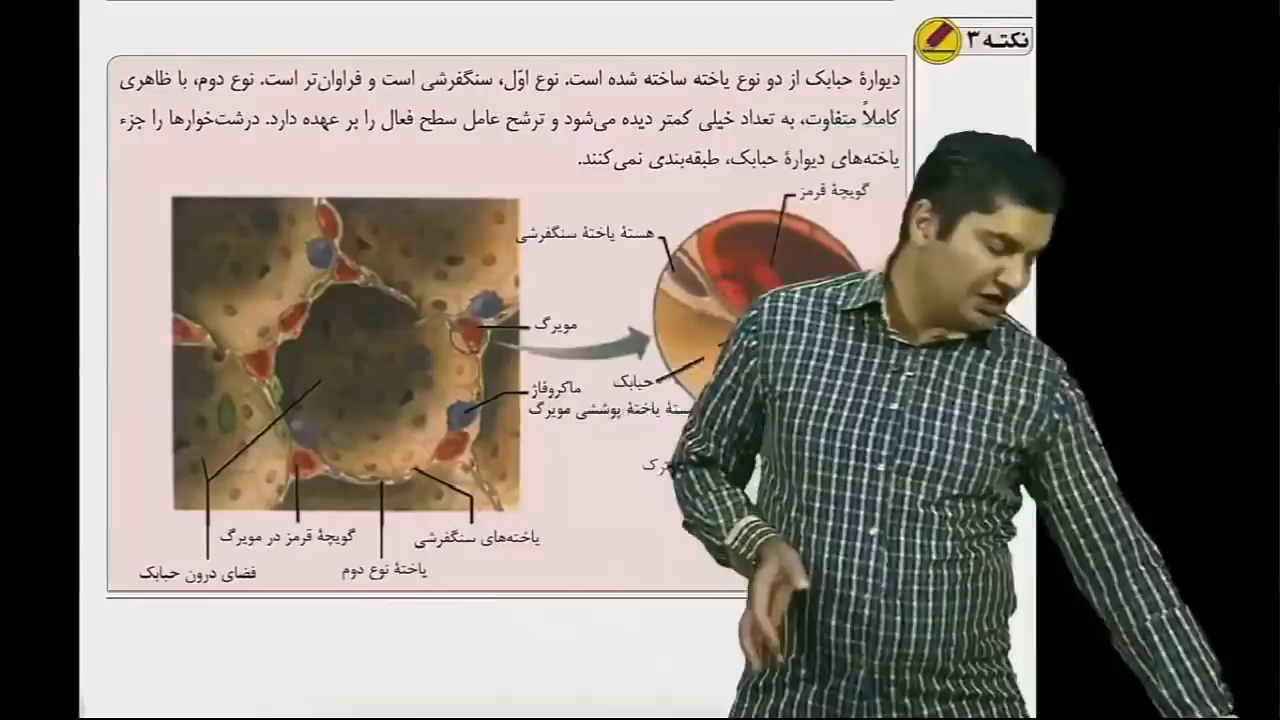 نکتـه ۳
دیوارهٔ حبابک از دو نوع یاخته ساخته شده است. نوع اوّل، سنگفرشی است و فراوان‌تر است. نوع دوم، با ظاهری
کاملاً متفاوت، به تعداد خیلی کمتر دیده می‌شود و ترشح عامل سطح فعال را بر عهده دارد. درشت‌خوارها را جزء
یاخته‌های دیوارهٔ حبابک، طبقه‌بندی نمی‌کنند.
گویچهٔ قرمز
هستهٔ یاختهٔ سنگفرشی
مویرگ
حبابک
ماکروفاژ
یاختهٔ پوششی مویرگ
گویچهٔ قرمز در مویرگ
یاخته‌های سنگفرشی
یاختهٔ نوع دوم
فضای درون حبابک